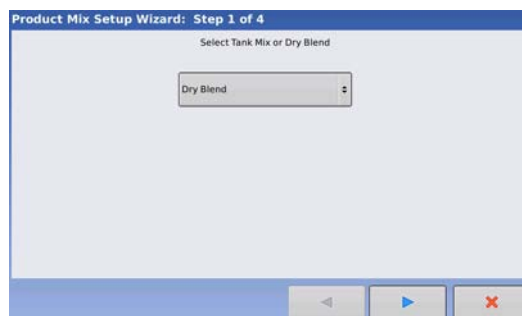 Product Mix Setup Wizard: Step 1 of 4
Select Tank Mix or Dry Blend
Dry Blend